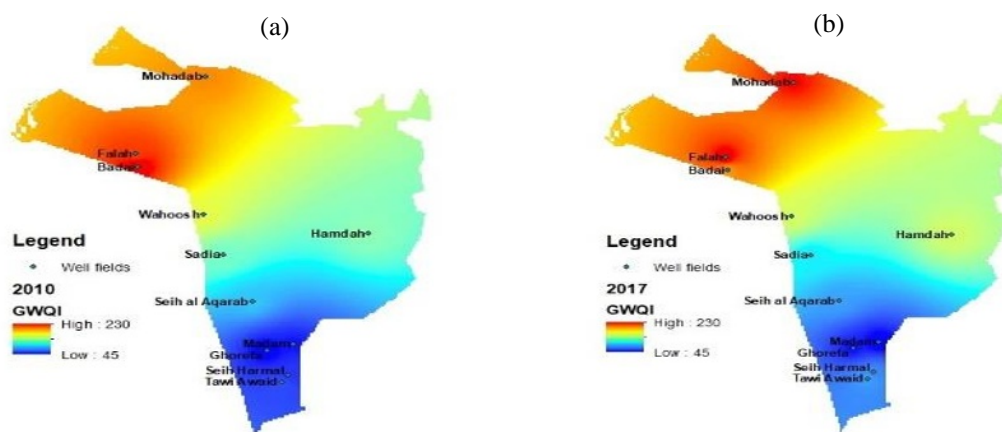 (a)
Mohadab
Falah
Badai
Wahoosh
Hamdah
Legend
Sadia
Well fields
2010
Seih al Aqarab
GWQI
High : 230
Low : 45
Madam
Ghorefa
Seih Harmal
Tawi Awaid
(b)
Mohadab
Falah
Badai
Wahoosh
Hamdah
Legend
Sadia
Well fields
2017
Seih al Aqarab
GWQI
High : 230
Low : 45
Madam
Ghorefa
Seih Harmal
Tawi Awaid